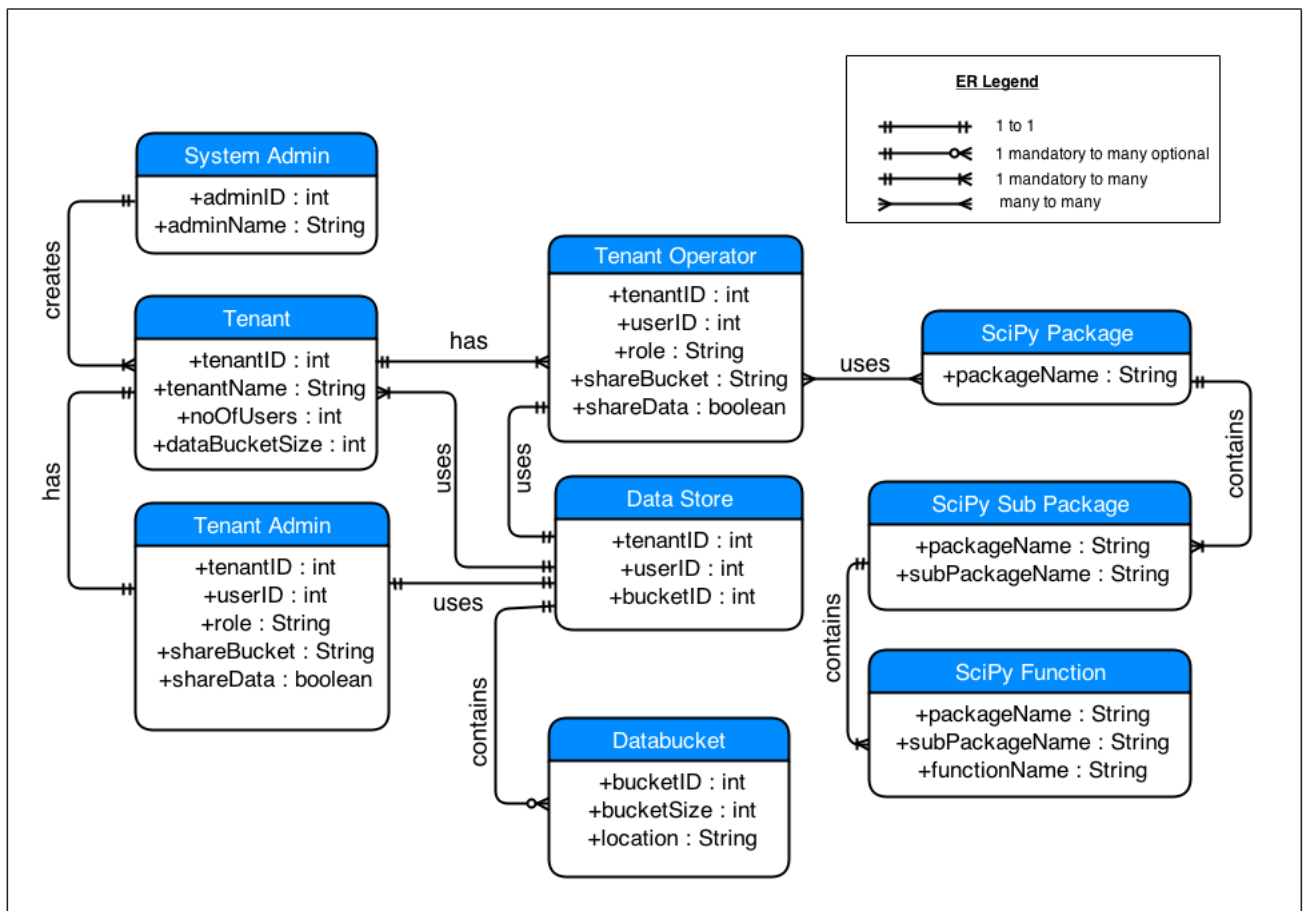 ER Legend
1 to 1
1 mandatory to many optional
1 mandatory to many
many to many
System Admin
+adminID : int
+adminName : String
creates
Tenant
+tenantID : int
+tenantName : String
+noOfUsers : int
+dataBucketSize : int
has
Tenant Admin
+tenantID : int
+userID : int
+role : String
+shareBucket : String
+shareData : boolean
has
uses
uses
uses
Tenant Operator
+tenantID : int
+userID : int
+role : String
+shareBucket : String
+shareData : boolean
Data Store
+tenantID : int
+userID : int
+bucketID : int
contains
Databucket
+bucketID : int
+bucketSize : int
+location : String
uses
SciPy Package
+packageName : String
contains
SciPy Sub Package
+packageName : String
+subPackageName : String
contains
SciPy Function
+packageName : String
+subPackageName : String
+functionName : String